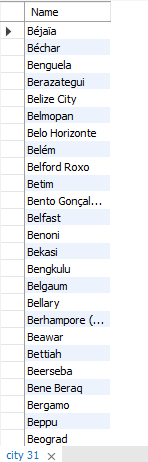 Name
Béjaïa
Béchar
Benguela
Berazategui
Belize City
Belmopan
Belo Horizonte
Belém
Belford Roxo
Betim
Bento Gonçal...
Belfast
Benoni
Bekasi
Bengkulu
Belgaum
Bellary
Berhampore (...
Beawar
Bettiah
Beerseba
Bene Beraq
Bergamo
Beppu
Beograd
city 31